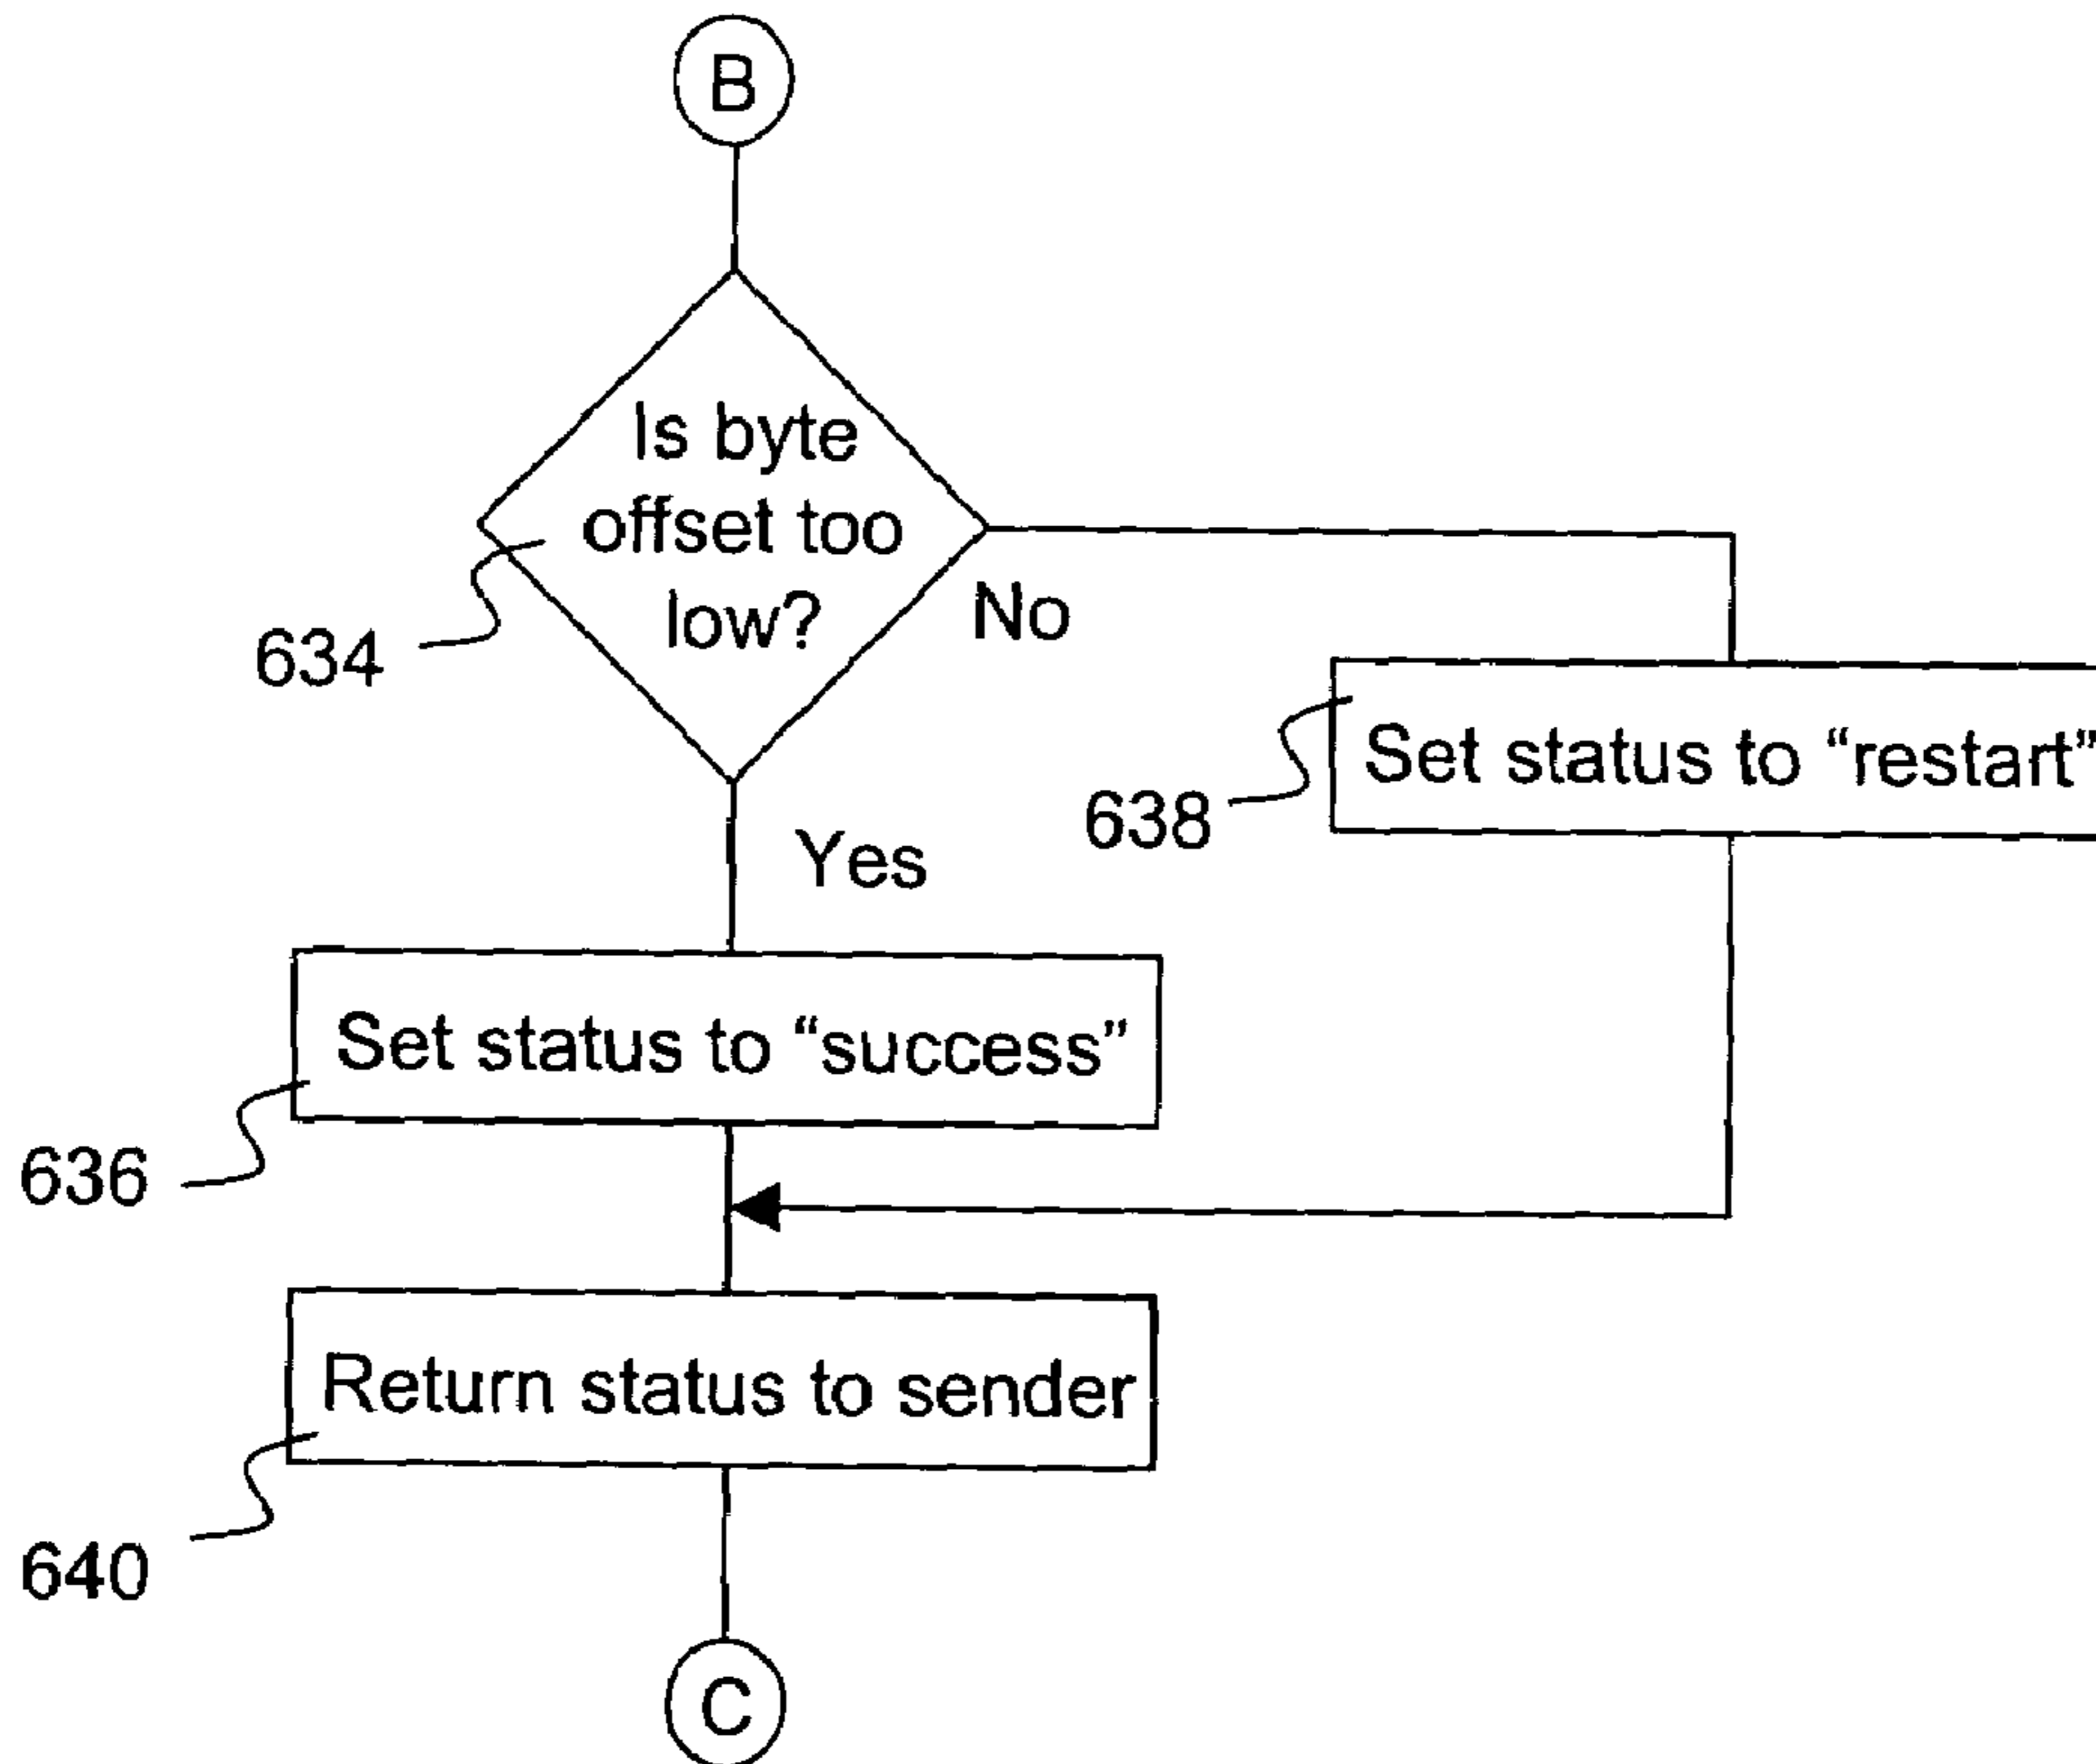 B
Is byte
offset too
low?
No
634
Set status to “restart”
638
Yes
Set status to “success”
636
Return status to sender
640
C